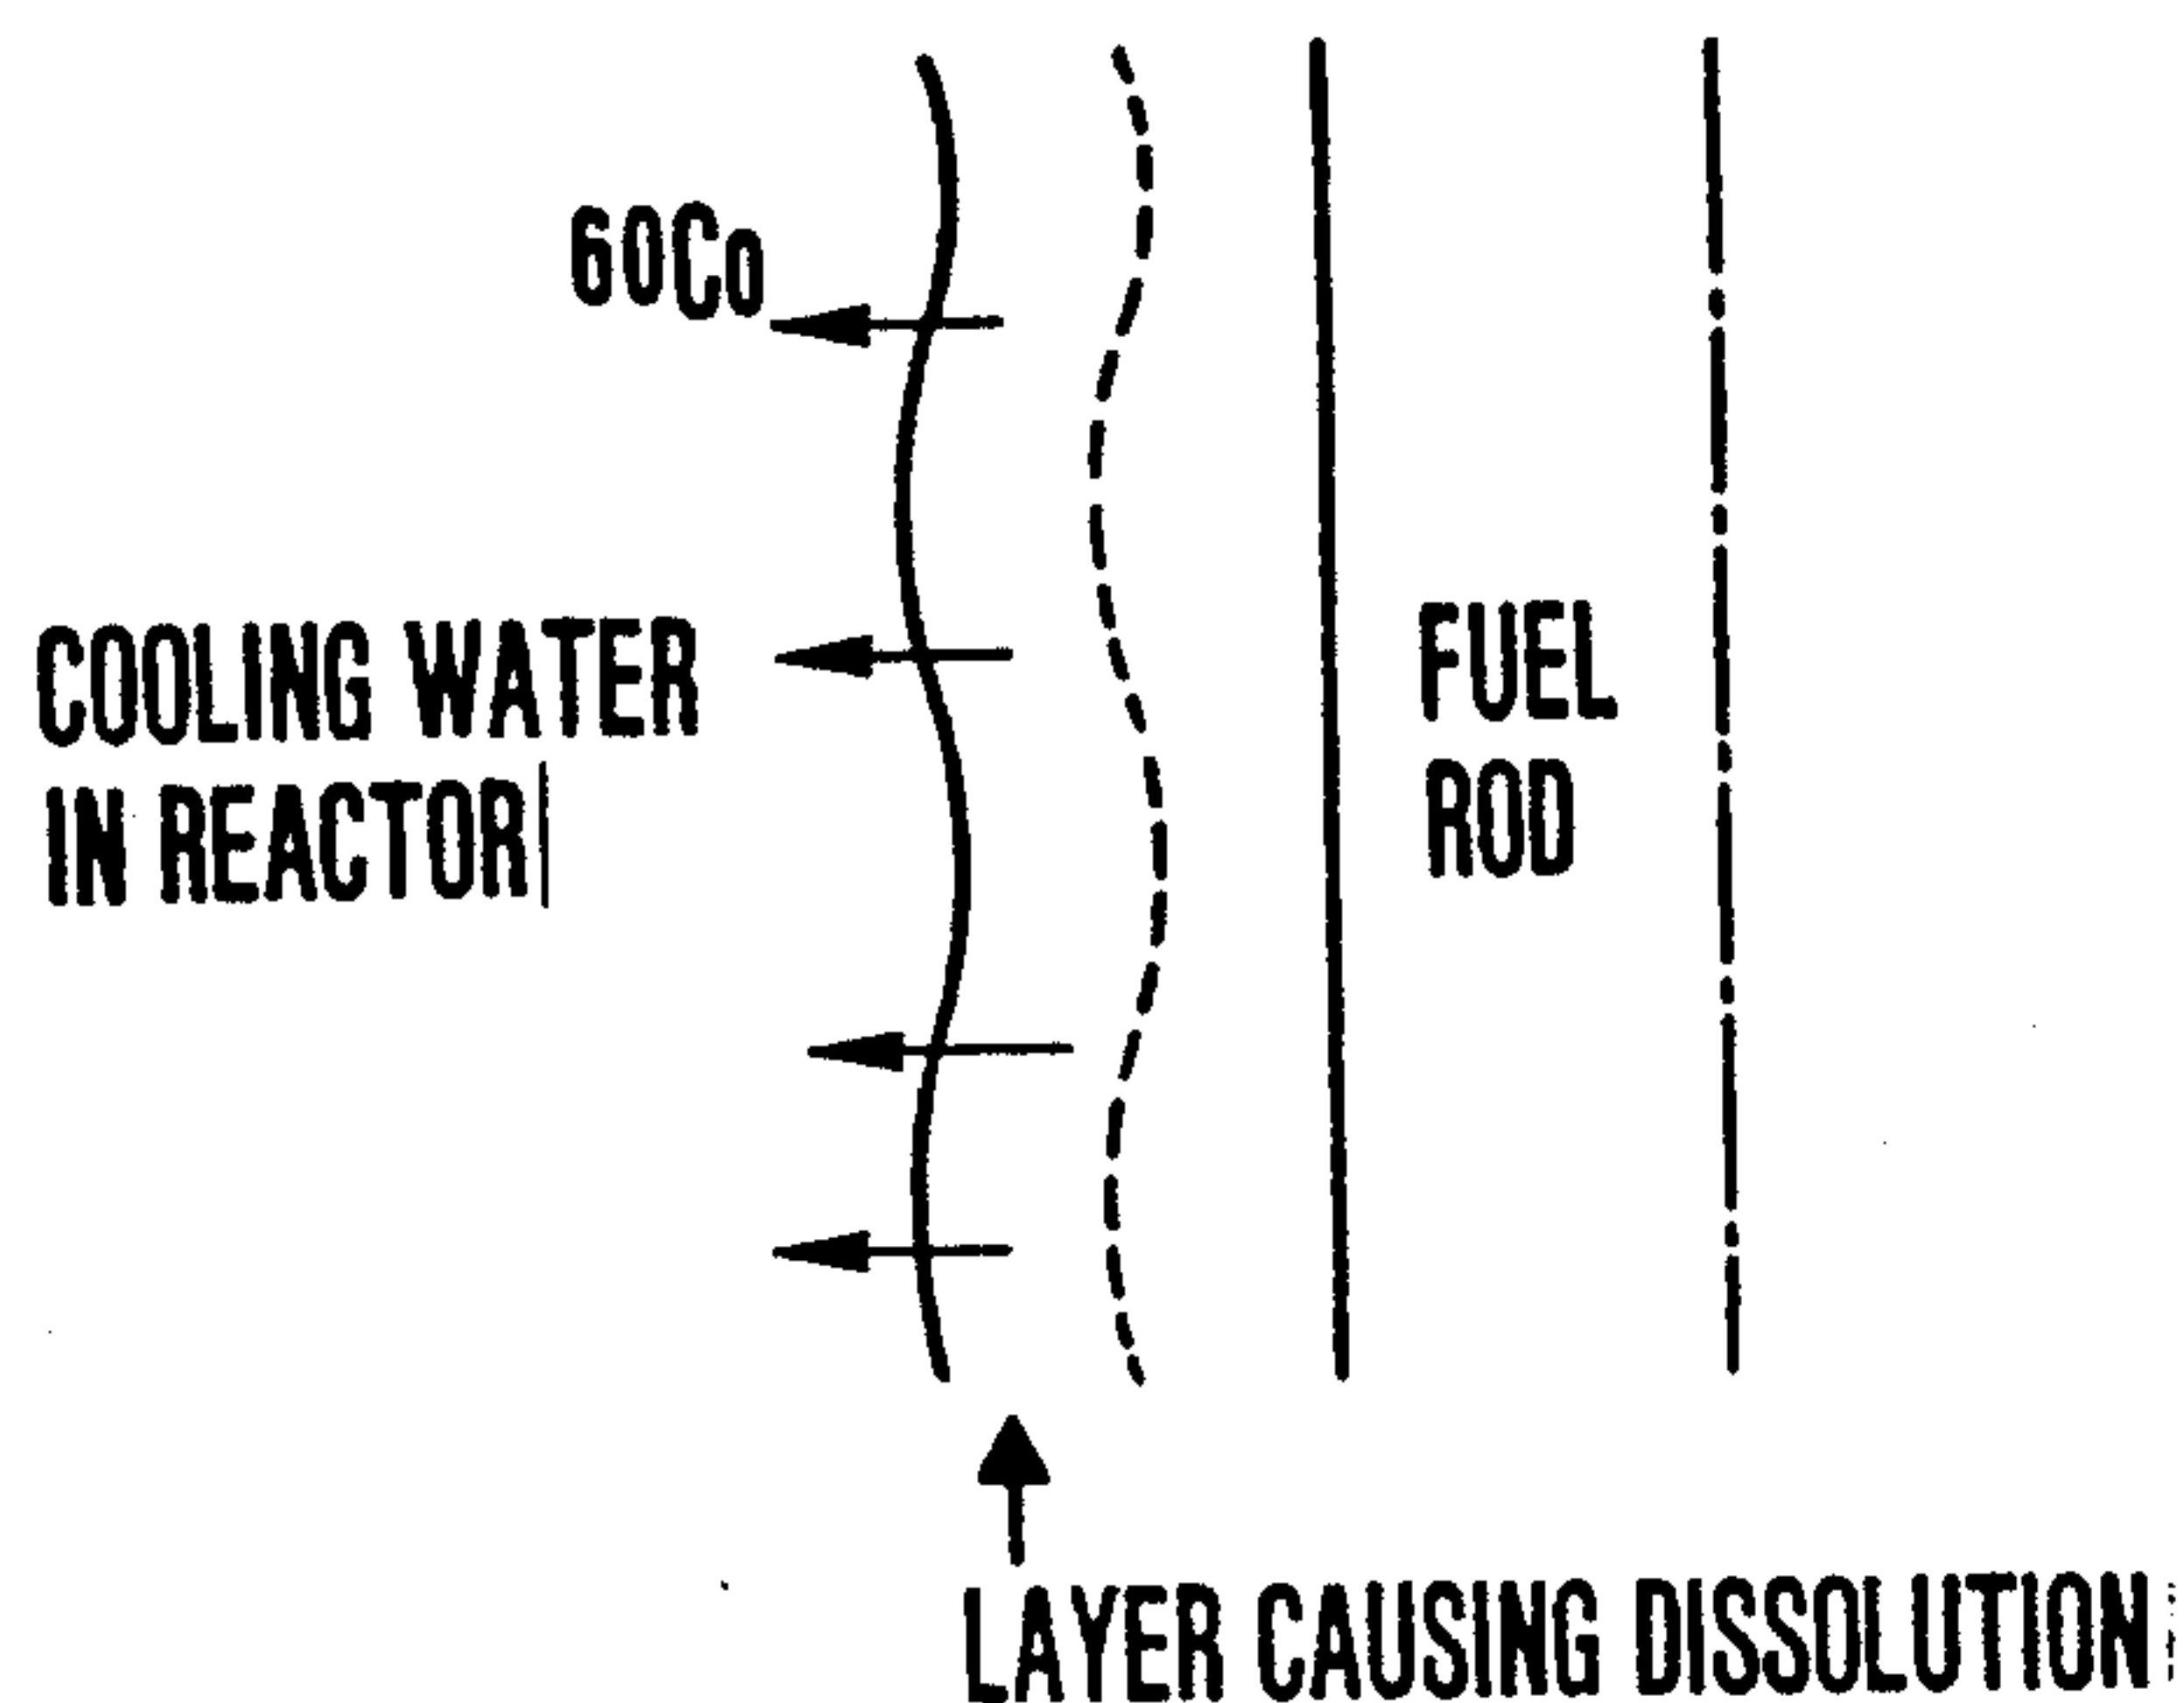 60Co
COOLING WATER
IN REACTOR
FUEL
ROD
LAYER CAUSING DISSOLUTION